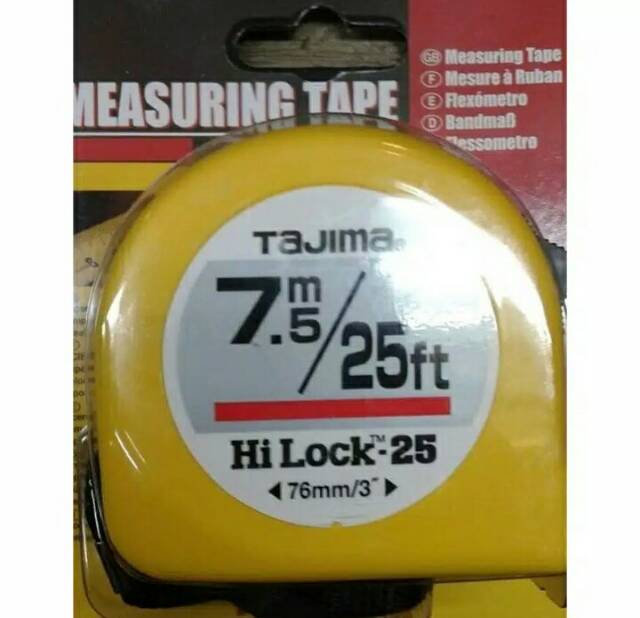 MEASURING TAPE
GB Measuring Tape
F Mesure à Ruban
E Flexómetro
D Bandmaß
TaJima
7.5m/25ft
Hi Lock™-25
◀76mm/3"▶